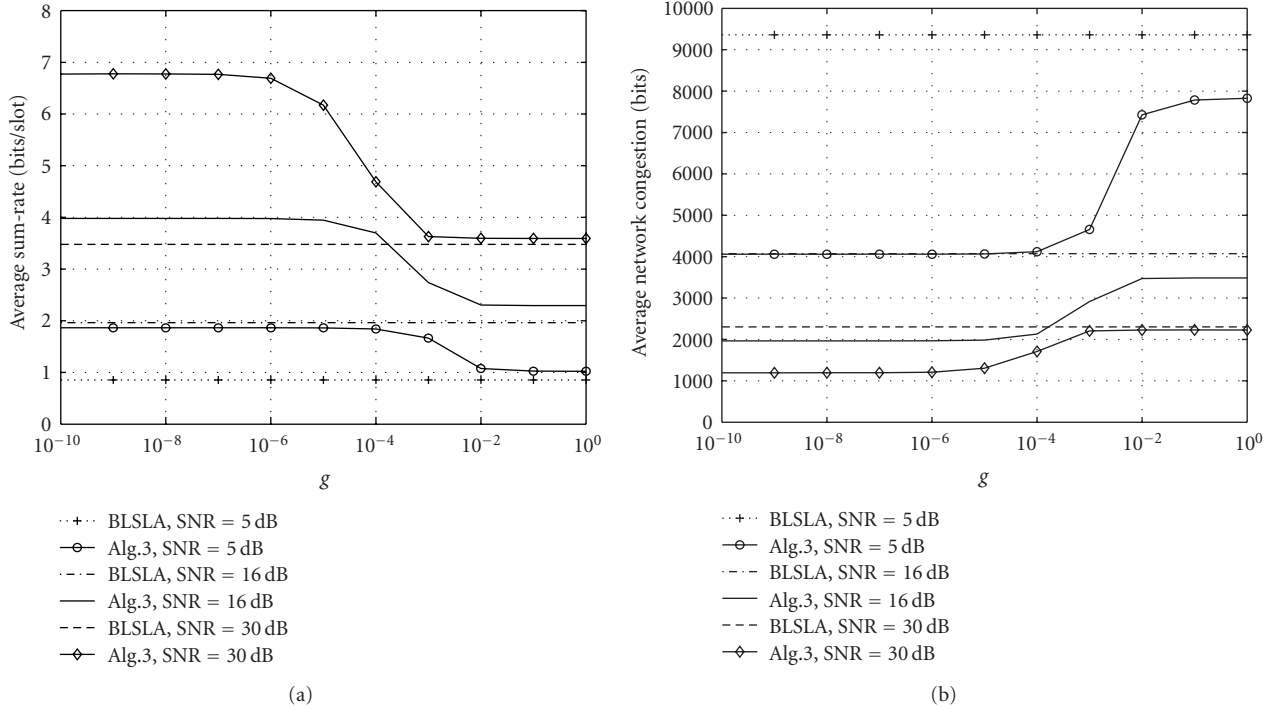 8
7
6
5
4
3
2
1
0
Average sum-rate (bits/slot)
10⁻¹⁰ 10⁻⁸ 10⁻⁶ 10⁻⁴ 10⁻² 10⁰
g
BLSLA, SNR = 5 dB
Alg.3, SNR = 5 dB
BLSLA, SNR = 16 dB
Alg.3, SNR = 16 dB
BLSLA, SNR = 30 dB
Alg.3, SNR = 30 dB
(a)
10000
9000
8000
7000
6000
5000
4000
3000
2000
1000
0
Average network congestion (bits)
10⁻¹⁰ 10⁻⁸ 10⁻⁶ 10⁻⁴ 10⁻² 10⁰
g
BLSLA, SNR = 5 dB
Alg.3, SNR = 5 dB
BLSLA, SNR = 16 dB
Alg.3, SNR = 16 dB
BLSLA, SNR = 30 dB
Alg.3, SNR = 30 dB
(b)